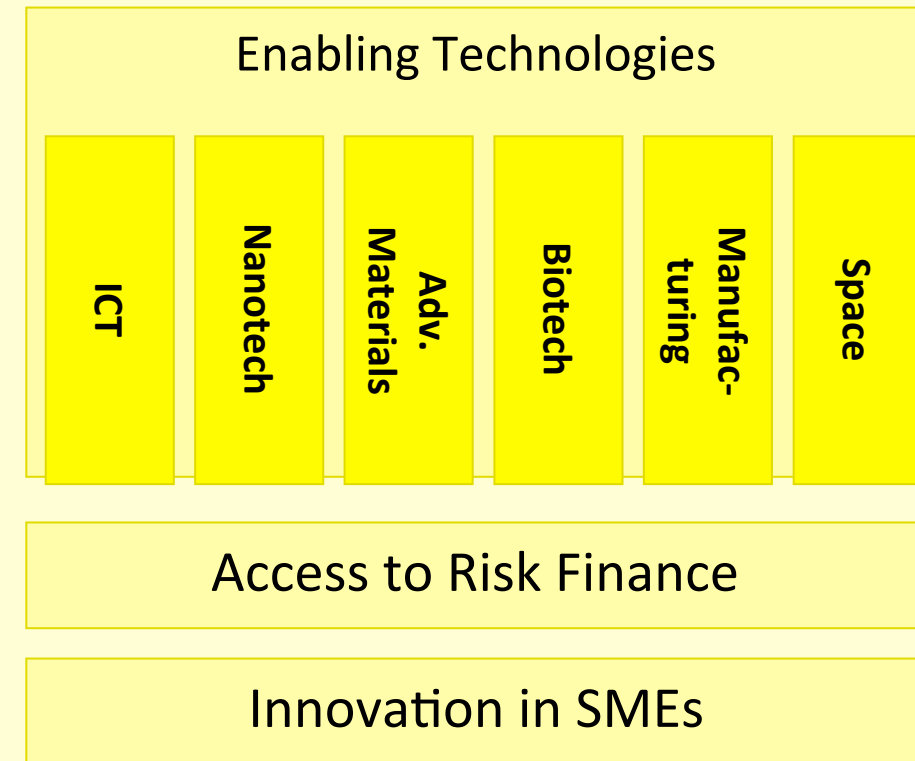 Enabling Technologies
ICT
Nanotech
Adv.
Materials
Biotech
Manufac-
turing
Space
Access to Risk Finance
Innovation in SMEs